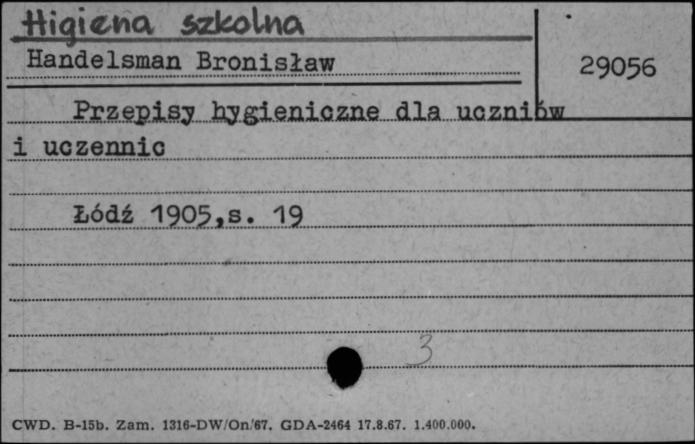 Higiena szkolna
Handelsman Bronisław
29056
Przepisy hygieniczne dla uczniów
i uczennic
Łódź 1905,s. 19
3
CWD. B-15b. Zam. 1316-DW/On/67. GDA-2464 17.8.67. 1.400.000.